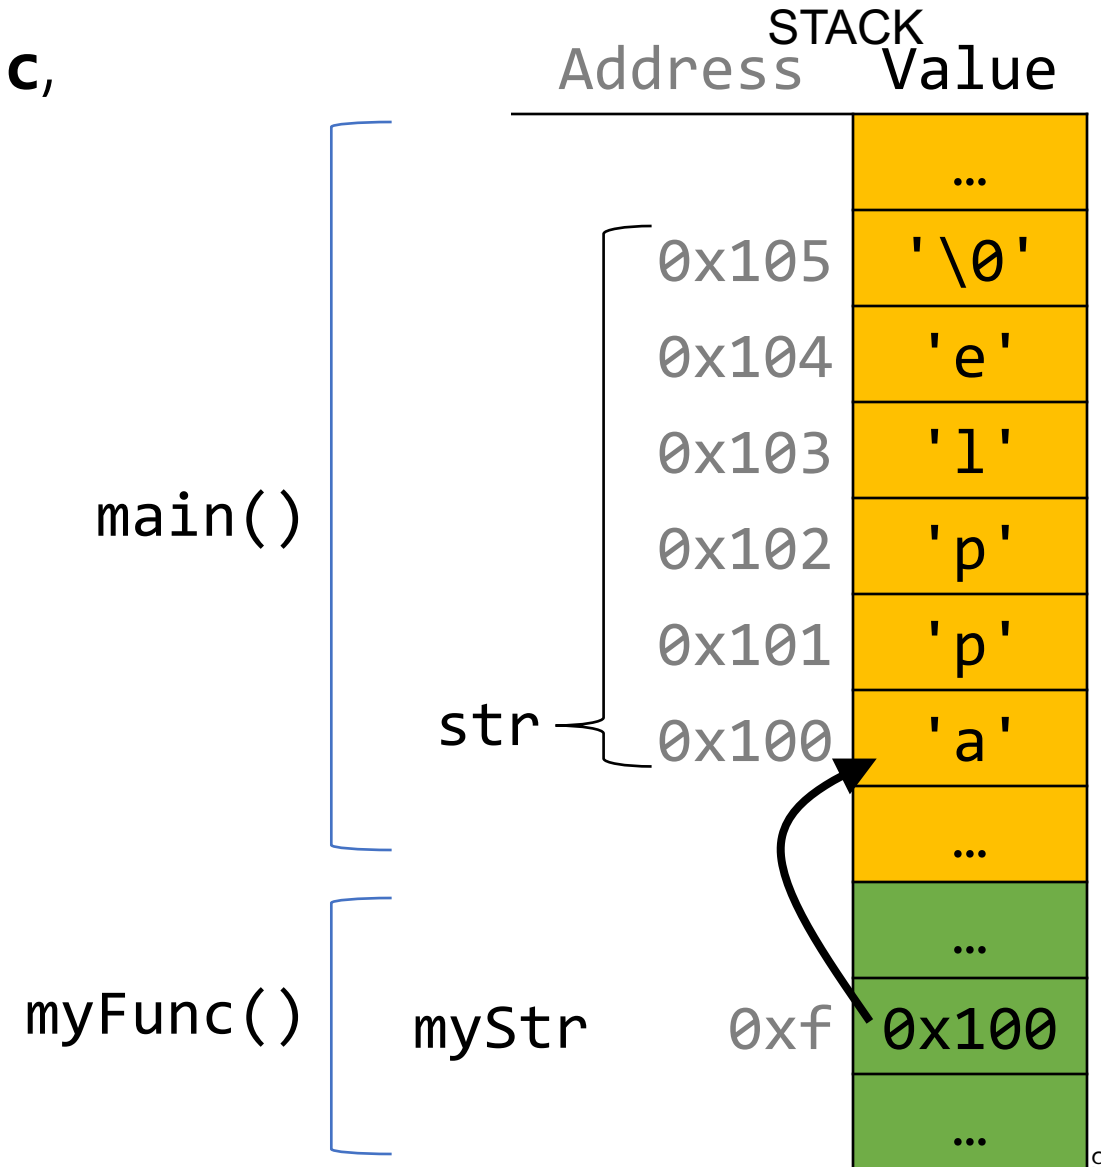 STACK
c,
Address Value
…
0x105 '\0'
0x104 'e'
0x103 'l'
main()
0x102 'p'
0x101 'p'
str
0x100 'a'
…
…
myFunc() myStr 0xf 0x100
…